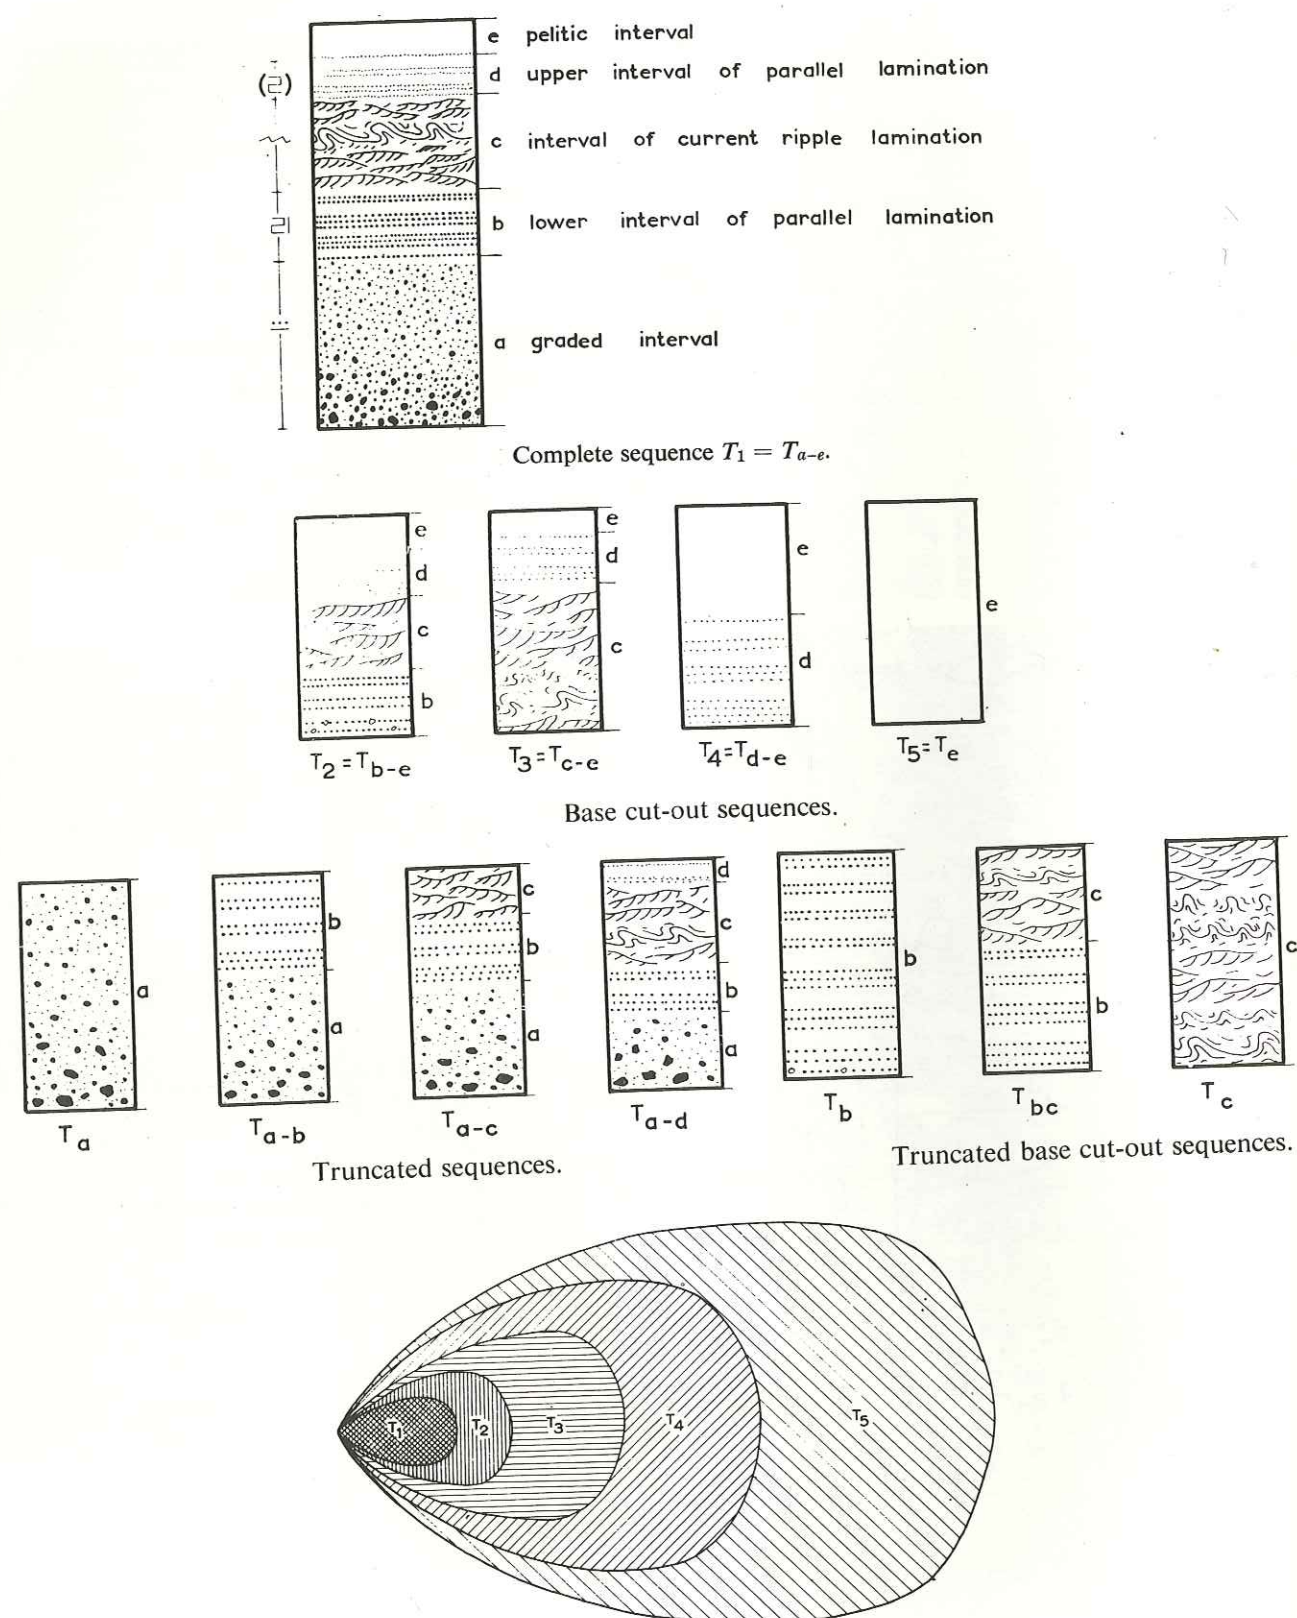 e pelitic interval
d upper interval of parallel lamination
c interval of current ripple lamination
b lower interval of parallel lamination
a graded interval
Complete sequence T1 = Ta–e.
e
d
c
b
e
d
c
e
d
e
T2=Tb-e
T3=Tc-e
T4=Td-e
T5=Te
Base cut-out sequences.
a
b
a
c
b
a
d
c
b
a
b
c
b
c
Ta
Ta-b
Ta-c
Ta-d
Tb
Tbc
Tc
Truncated sequences.
Truncated base cut-out sequences.
T1
T2
T3
T4
T5